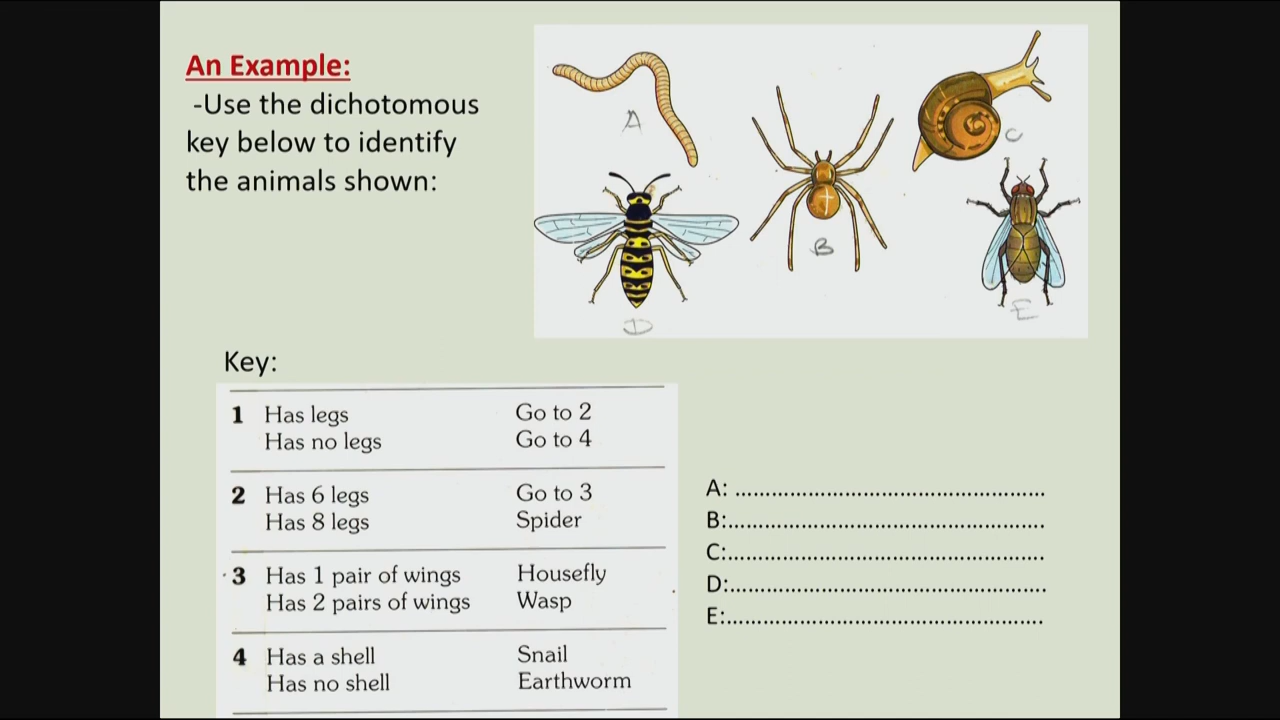 An Example:
-Use the dichotomous
key below to identify
the animals shown:
A
B
C
D
E
Key:
1 Has legs Go to 2
Has no legs Go to 4
2 Has 6 legs Go to 3
Has 8 legs Spider
3 Has 1 pair of wings Housefly
Has 2 pairs of wings Wasp
4 Has a shell Snail
Has no shell Earthworm
A: ....................................................
B:.....................................................
C:.....................................................
D:.....................................................
E:.....................................................